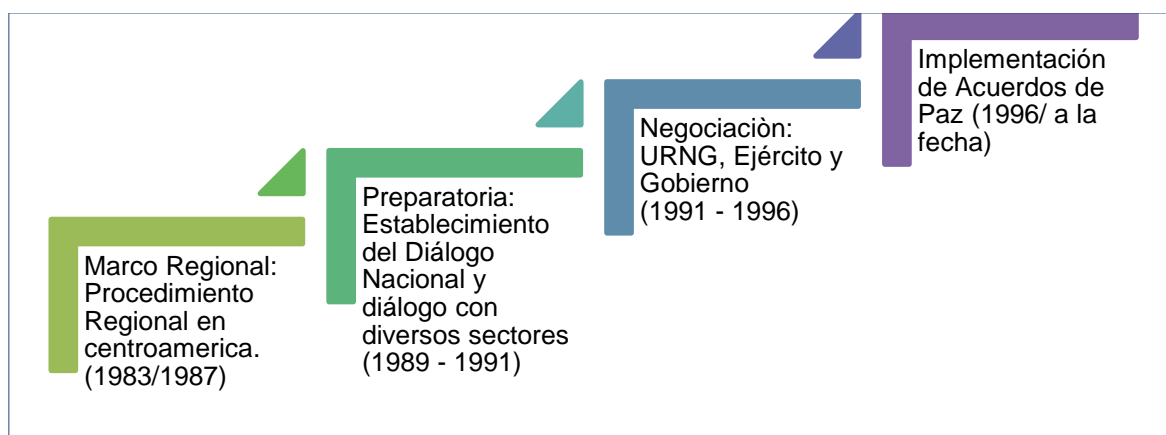 Marco Regional:
Procedimiento
Regional en
centroamerica.
(1983/1987)
Preparatoria:
Establecimiento
del Diálogo
Nacional y
diálogo con
diversos sectores
(1989 - 1991)
Negociaciòn:
URNG, Ejército y
Gobierno
(1991 - 1996)
Implementación
de Acuerdos de
Paz (1996/ a la
fecha)